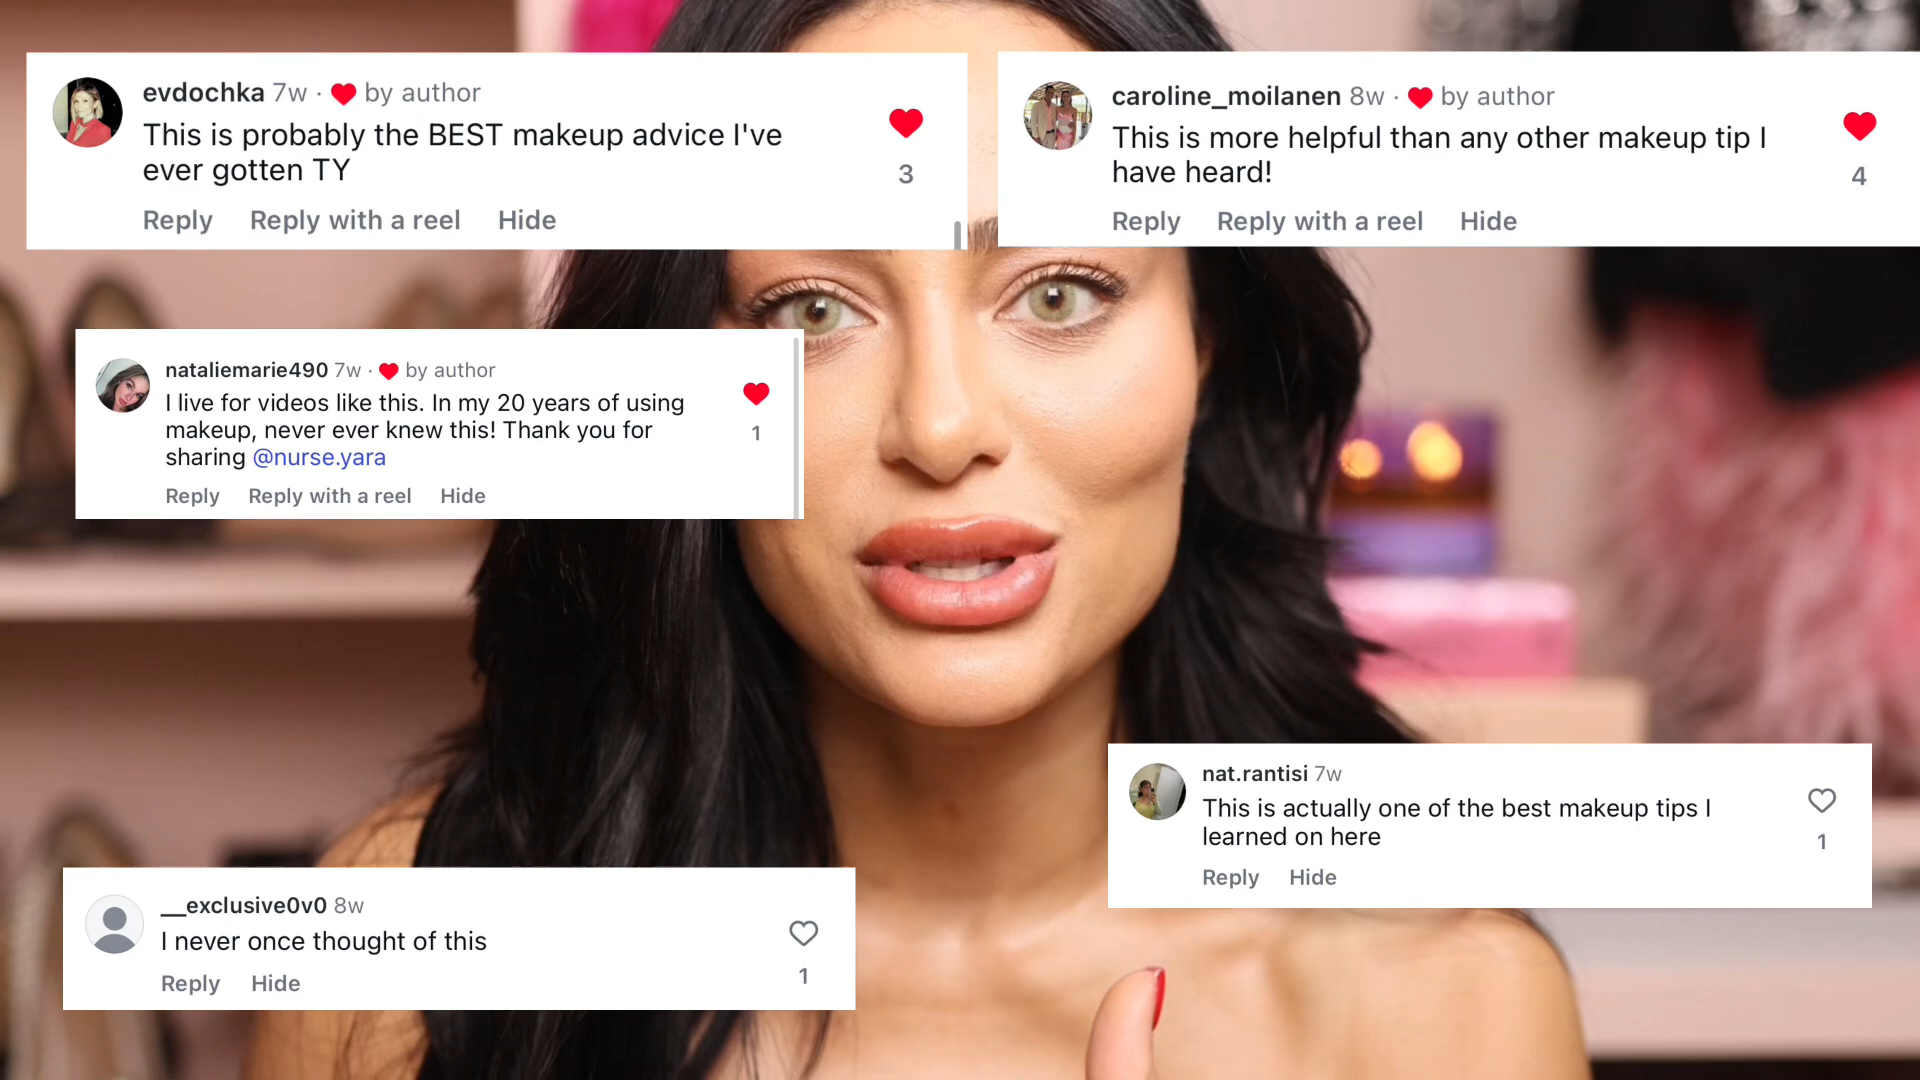 evdochka 7w · by author
This is probably the BEST makeup advice I've
ever gotten TY
3
Reply Reply with a reel Hide
caroline_moilanen 8w · by author
This is more helpful than any other makeup tip I
have heard!
4
Reply Reply with a reel Hide
nataliemarie490 7w · by author
I live for videos like this. In my 20 years of using
makeup, never ever knew this! Thank you for
sharing @nurse.yara
1
Reply Reply with a reel Hide
nat.rantisi 7w
This is actually one of the best makeup tips I
learned on here
1
Reply Hide
__exclusive0v0 8w
I never once thought of this
1
Reply Hide